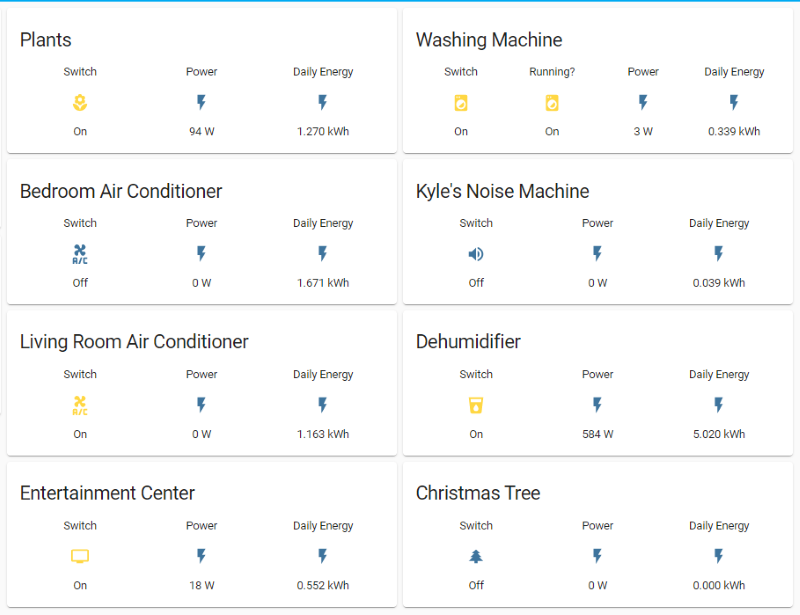 Plants
Switch Power Daily Energy
On 94 W 1.270 kWh
Washing Machine
Switch Running? Power Daily Energy
On On 3 W 0.339 kWh
Bedroom Air Conditioner
Switch Power Daily Energy
A/C
Off 0 W 1.671 kWh
Kyle's Noise Machine
Switch Power Daily Energy
Off 0 W 0.039 kWh
Living Room Air Conditioner
Switch Power Daily Energy
A/C
On 0 W 1.163 kWh
Dehumidifier
Switch Power Daily Energy
On 584 W 5.020 kWh
Entertainment Center
Switch Power Daily Energy
On 18 W 0.552 kWh
Christmas Tree
Switch Power Daily Energy
Off 0 W 0.000 kWh